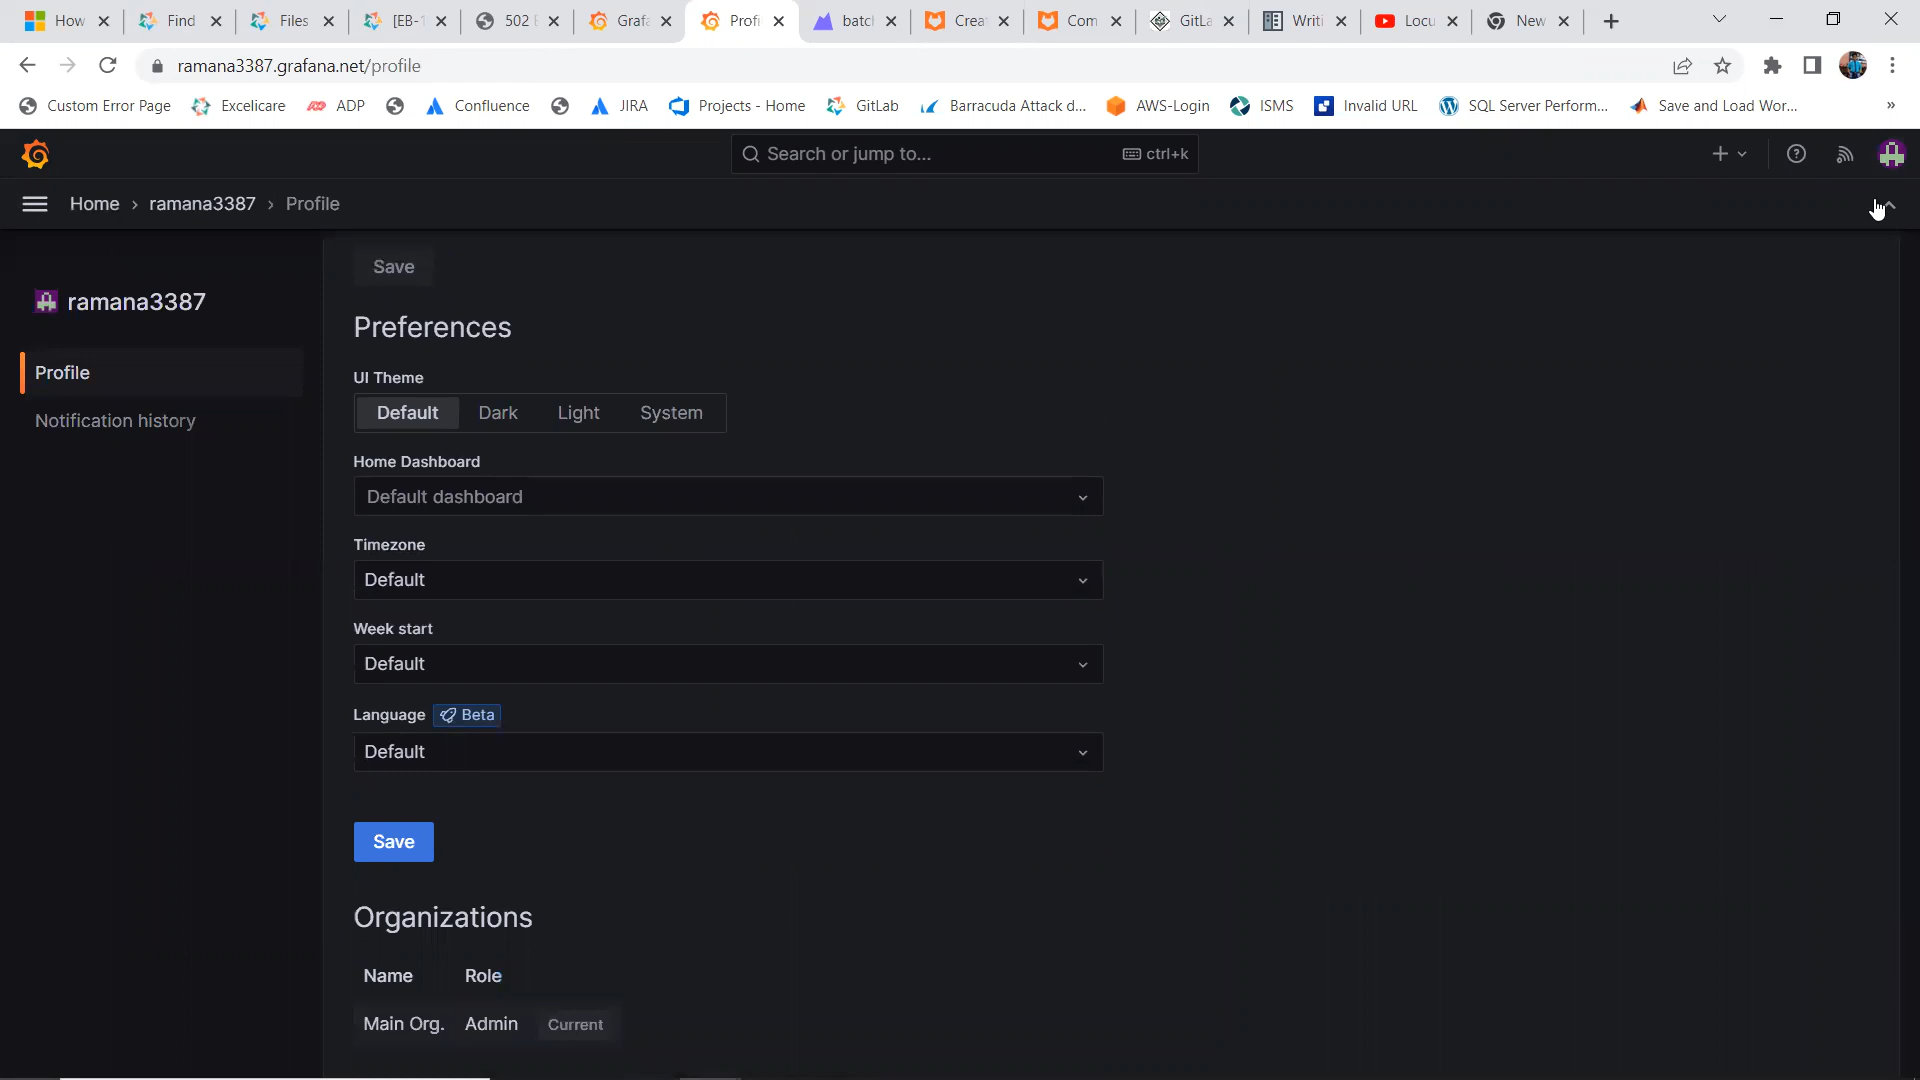 How
Find
Files
[EB-1
502 E
Grafa
Profi
batch
Crea
Com
GitLa
Writi
Locu
New
ramana3387.grafana.net/profile
Custom Error Page Excelicare ADP Confluence JIRA Projects - Home GitLab Barracuda Attack d... AWS-Login ISMS Invalid URL SQL Server Perform... Save and Load Wor... »
Search or jump to... ctrl+k
Home › ramana3387 › Profile
ramana3387
Profile
Notification history
Save
Preferences
UI Theme
Default Dark Light System
Home Dashboard
Default dashboard
Timezone
Default
Week start
Default
Language Beta
Default
Save
Organizations
Name Role
Main Org. Admin Current